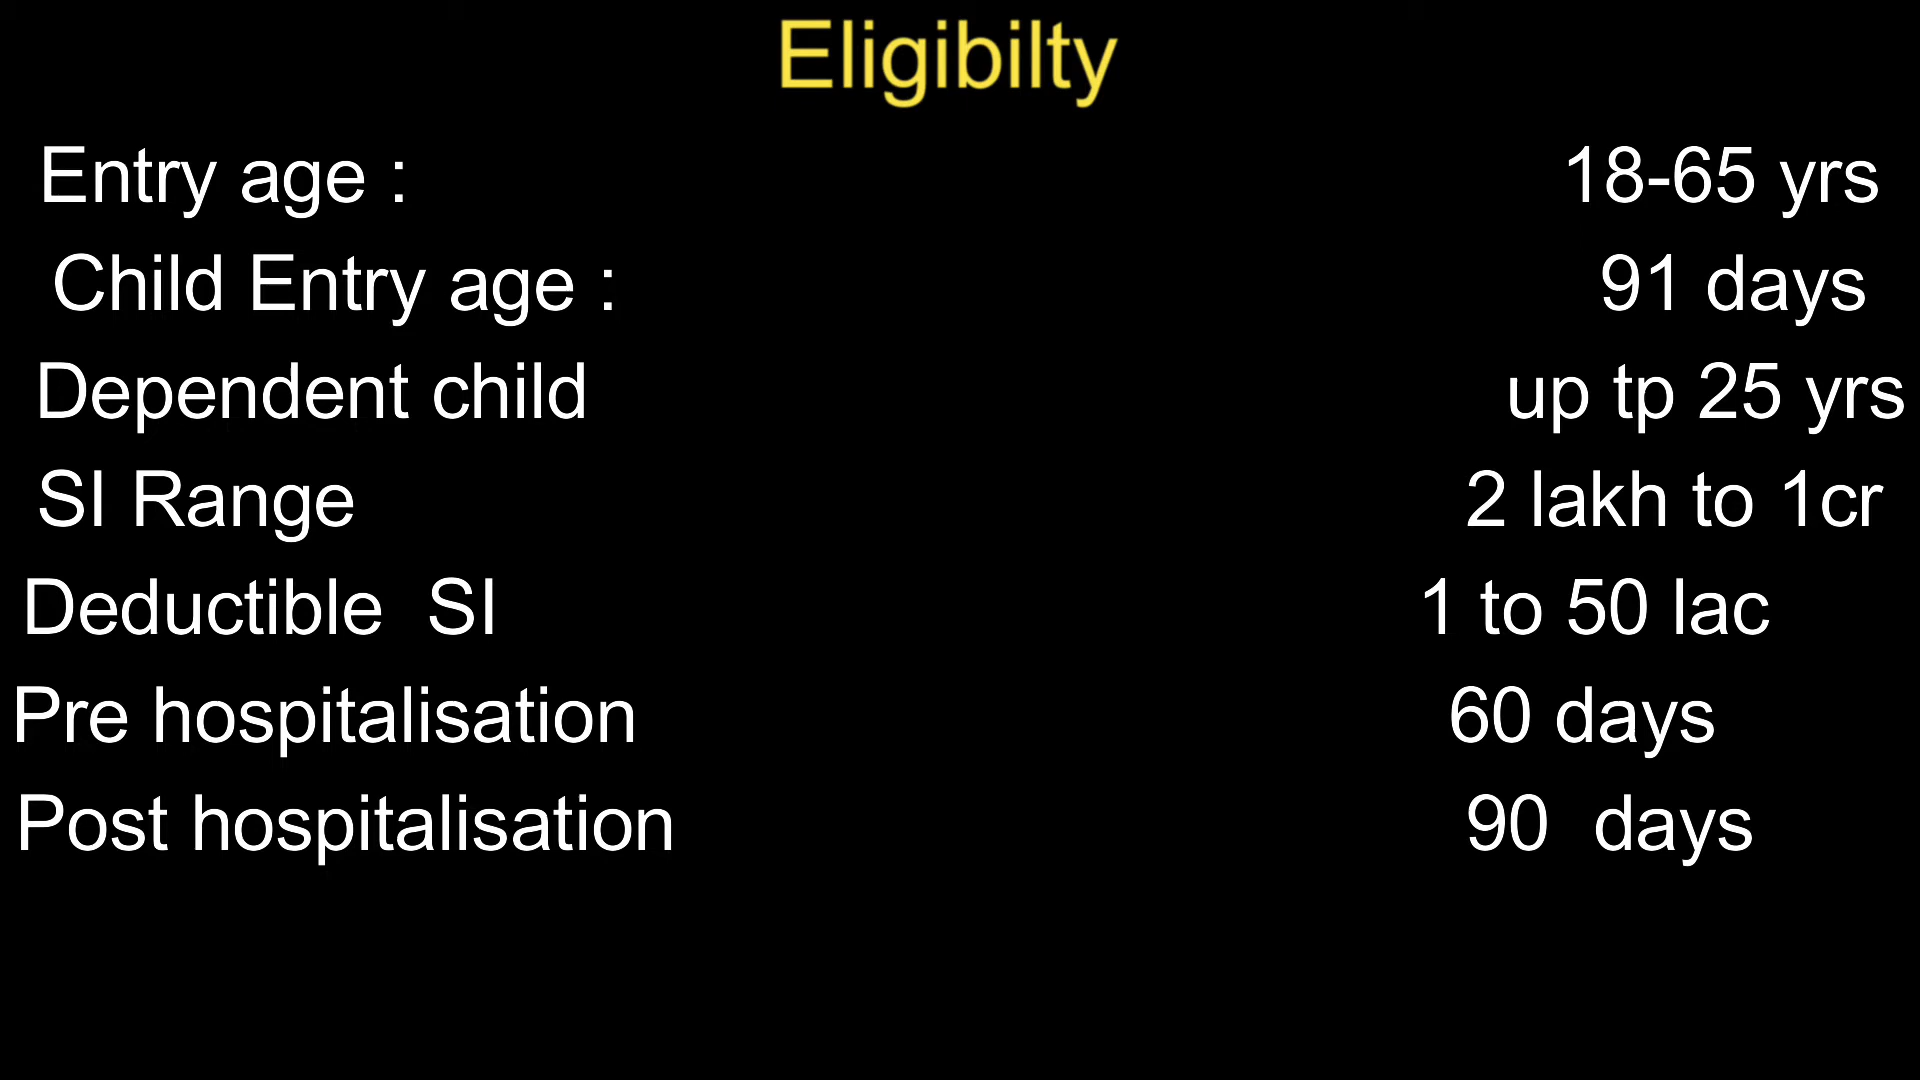 Eligibilty
Entry age : 18-65 yrs
Child Entry age : 91 days
Dependent child up tp 25 yrs
SI Range 2 lakh to 1cr
Deductible SI 1 to 50 lac
Pre hospitalisation 60 days
Post hospitalisation 90 days